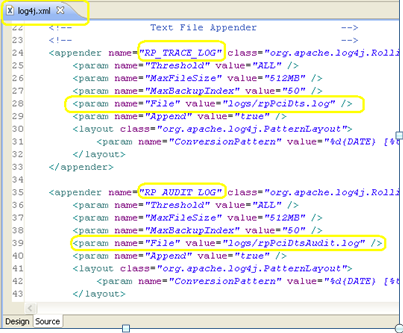 log4j.xml
22 <!-- Text File Appender -->
23 <!-- -->
24 <appender name="RP_TRACE_LOG" class="org.apache.log4j.Rolli
25 <param name="Threshold" value="ALL" />
26 <param name="MaxFileSize" value="512MB" />
27 <param name="MaxBackupIndex" value="50" />
28 <param name="File" value="logs/rpPciDts.log" />
29 <param name="Append" value="true" />
30 <layout class="org.apache.log4j.PatternLayout">
31 <param name="ConversionPattern" value="%d{DATE} [%t
32 </layout>
33 </appender>
34
35 <appender name="RP_AUDIT_LOG" class="org.apache.log4j.Rolli
36 <param name="Threshold" value="ALL" />
37 <param name="MaxFileSize" value="512MB" />
38 <param name="MaxBackupIndex" value="50" />
39 <param name="File" value="logs/rpPciDtsAudit.log" />
40 <param name="Append" value="true" />
41 <layout class="org.apache.log4j.PatternLayout">
42 <param name="ConversionPattern" value="%d{DATE} [%t
43 </layout>
Design Source